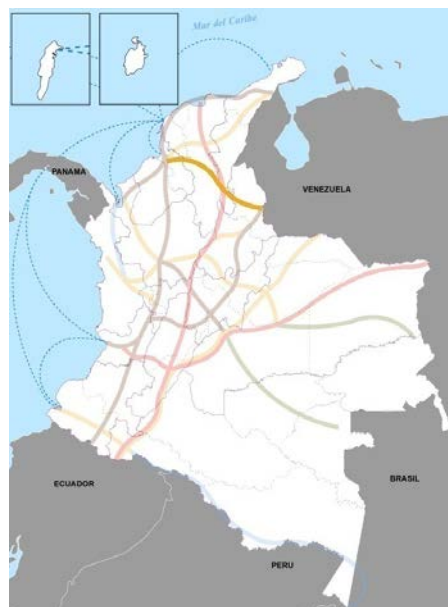 Mar del Caribe
PANAMA
VENEZUELA
ECUADOR
BRASIL
PERU